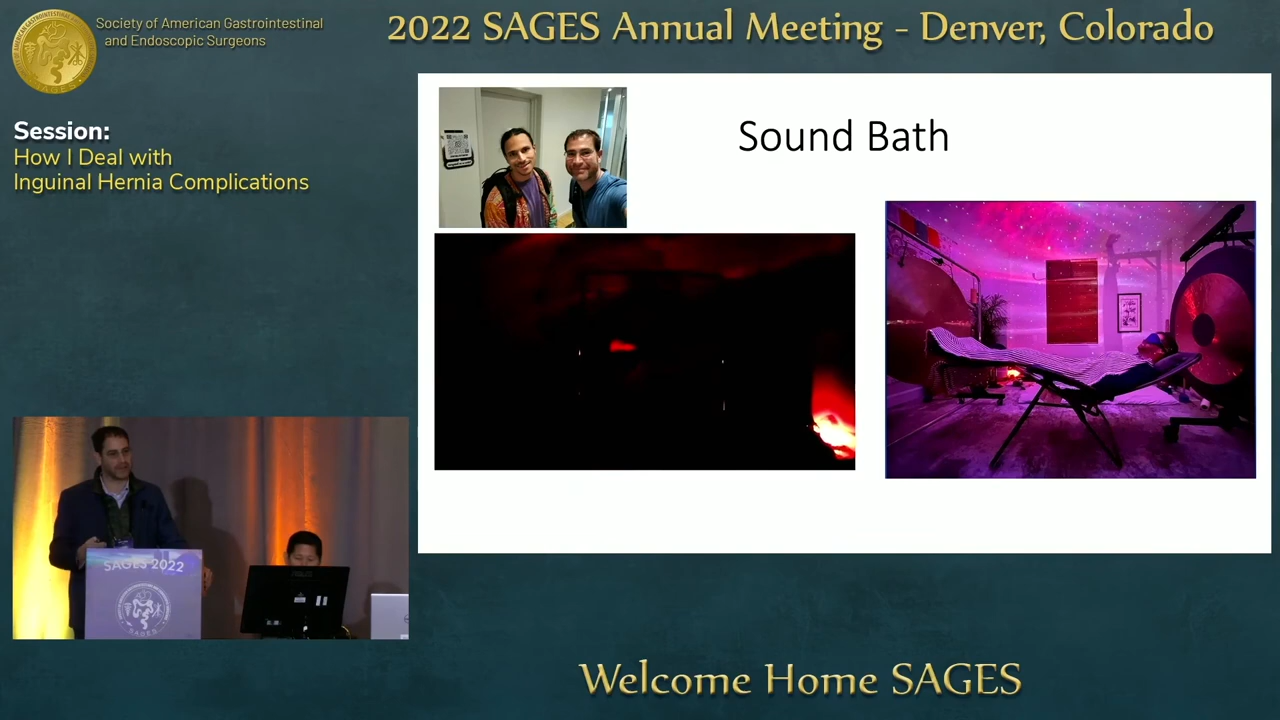 Society of American Gastrointestinal
and Endoscopic Surgeons
2022 SAGES Annual Meeting - Denver, Colorado
Session:
How I Deal with
Inguinal Hernia Complications
Sound Bath
SAGES 2022
SAGES
Welcome Home SAGES